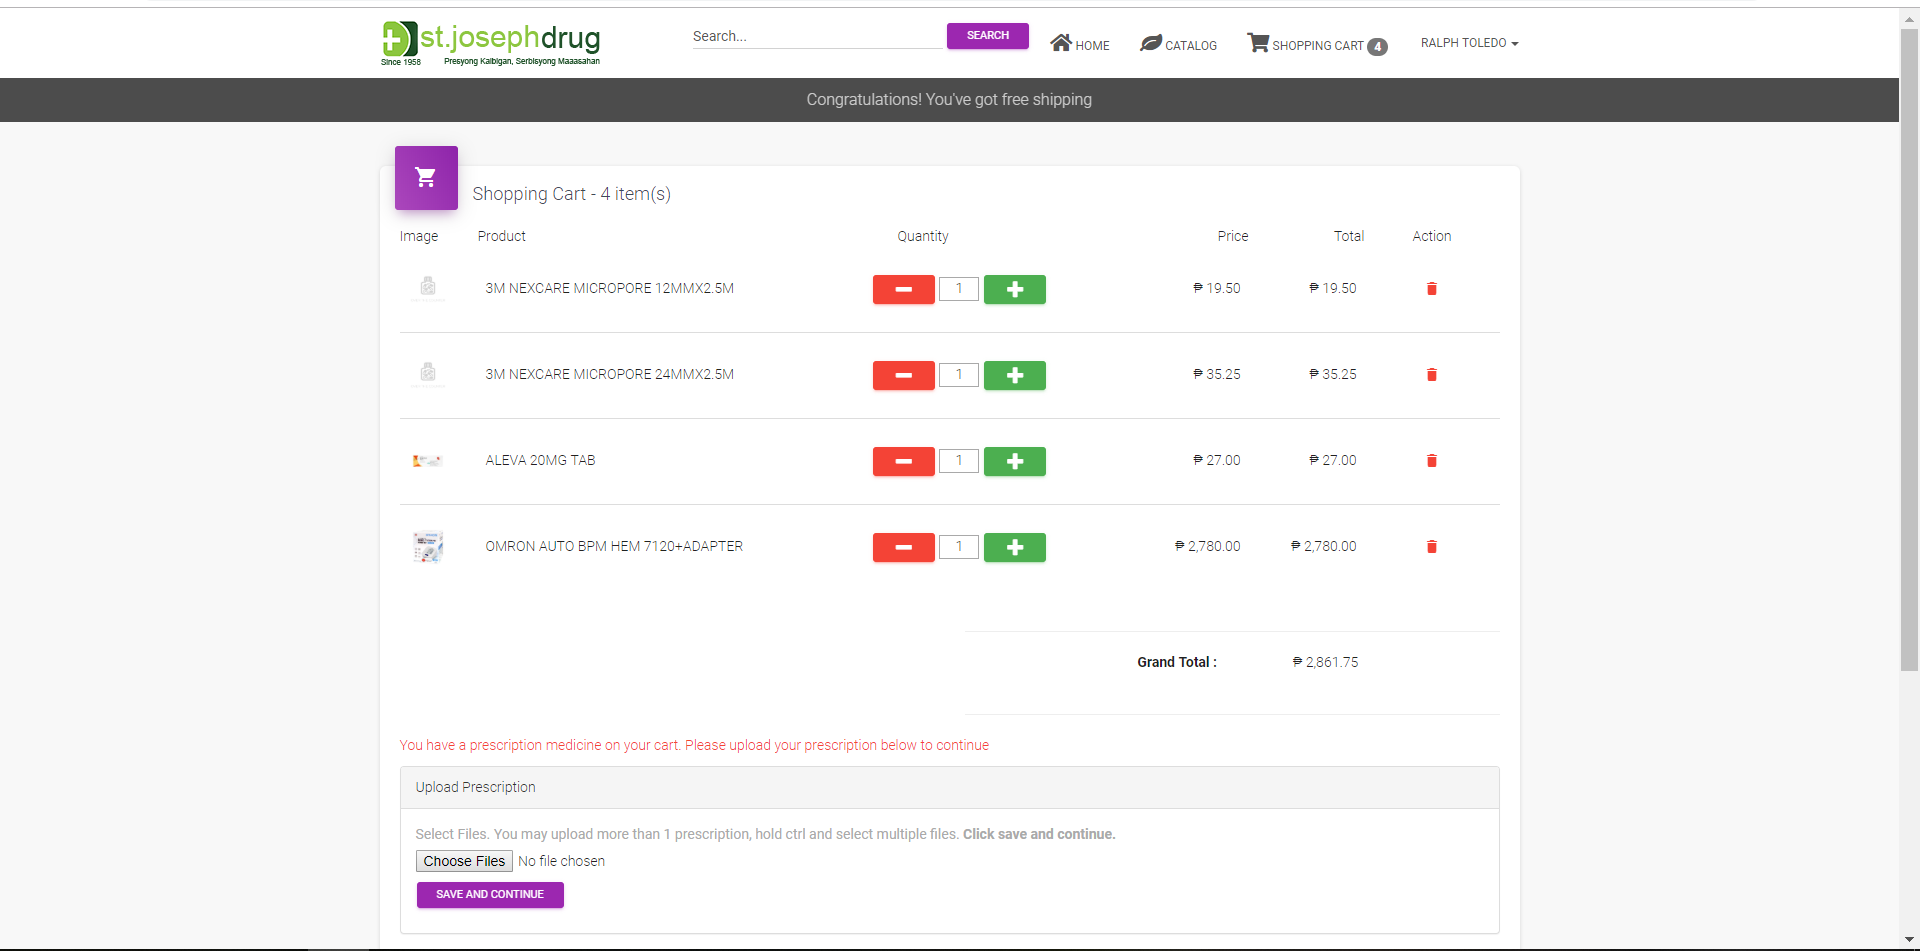 st.josephdrug
Since 1958 Presyong Kaibigan, Serbisyong Maaasahan
Search... SEARCH HOME CATALOG SHOPPING CART 4 RALPH TOLEDO
Congratulations! You've got free shipping
Shopping Cart - 4 item(s)
Image Product Quantity Price Total Action
3M NEXCARE MICROPORE 12MMX2.5M 1 ₱ 19.50 ₱ 19.50
3M NEXCARE MICROPORE 24MMX2.5M 1 ₱ 35.25 ₱ 35.25
ALEVA 20MG TAB 1 ₱ 27.00 ₱ 27.00
OMRON AUTO BPM HEM 7120+ADAPTER 1 ₱ 2,780.00 ₱ 2,780.00
Grand Total : ₱ 2,861.75
You have a prescription medicine on your cart. Please upload your prescription below to continue
Upload Prescription
Select Files. You may upload more than 1 prescription, hold ctrl and select multiple files. Click save and continue.
Choose Files No file chosen
SAVE AND CONTINUE